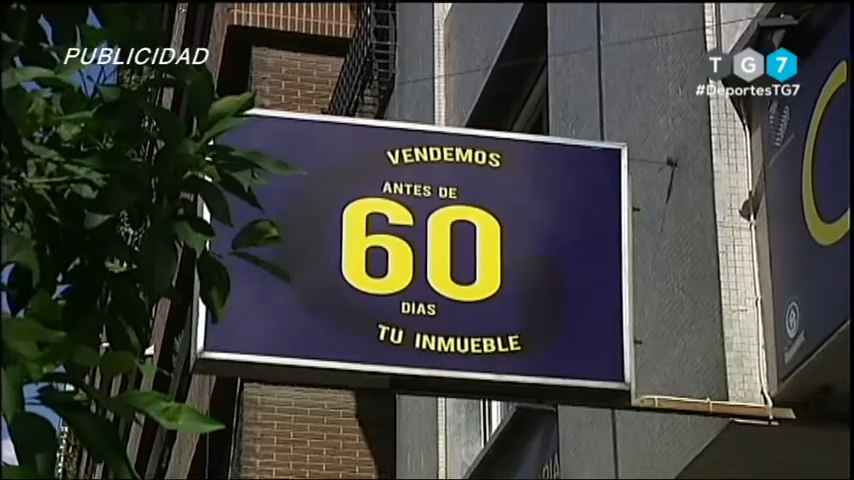 PUBLICIDAD
TG7
#DeportesTG7
VENDEMOS
ANTES DE
60
DIAS
TU INMUEBLE